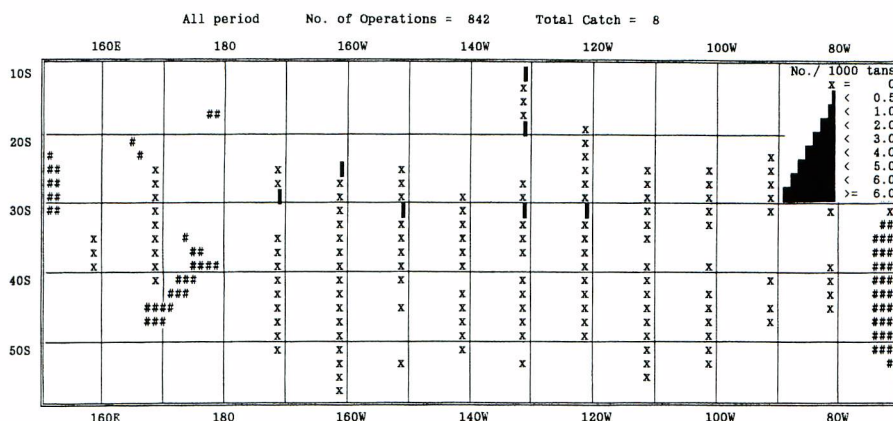 All period No. of Operations = 842 Total Catch = 8
160E 180 160W 140W 120W 100W 80W
10S
No./ 1000 tans
x = 0
< 0.5
< 1.0
< 2.0
< 3.0
< 4.0
< 5.0
< 6.0
>= 6.0
20S
30S
40S
50S
160E 180 160W 140W 120W 100W 80W